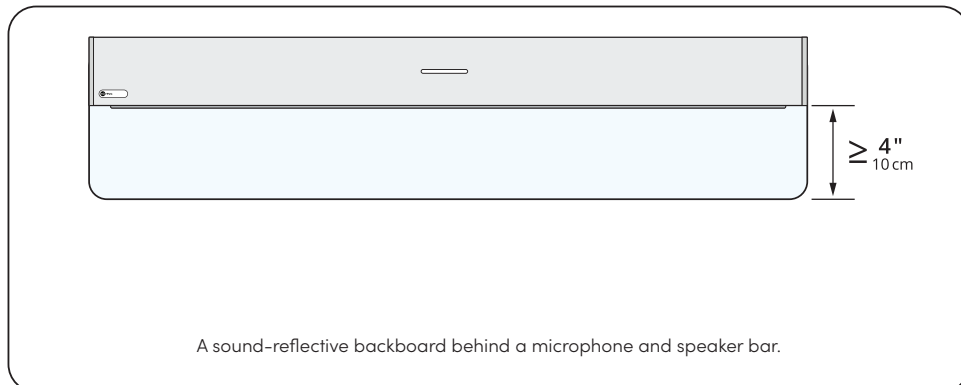 ≥ 4"
10 cm
A sound-reflective backboard behind a microphone and speaker bar.